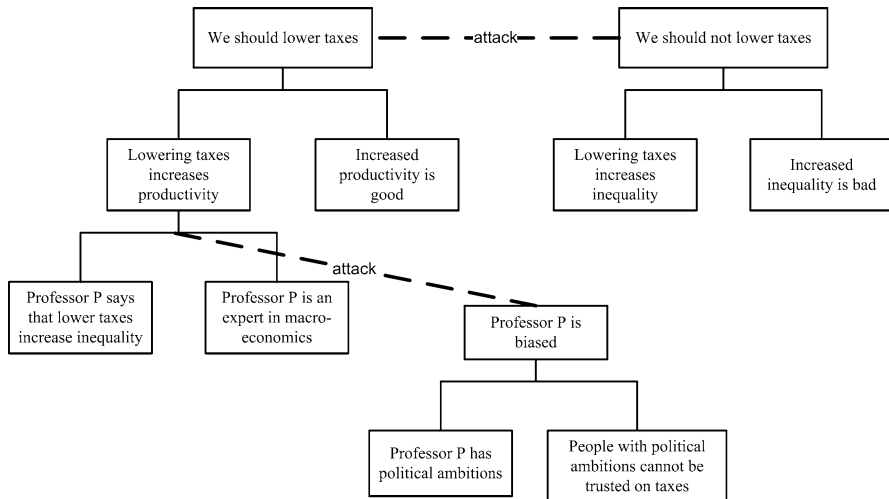 We should lower taxes
attack
We should not lower taxes
Lowering taxes
increases
productivity
Increased
productivity is
good
Lowering taxes
increases
inequality
Increased
inequality is bad
attack
Professor P says
that lower taxes
increase inequality
Professor P is an
expert in macro-
economics
Professor P is
biased
Professor P has
political ambitions
People with political
ambitions cannot be
trusted on taxes